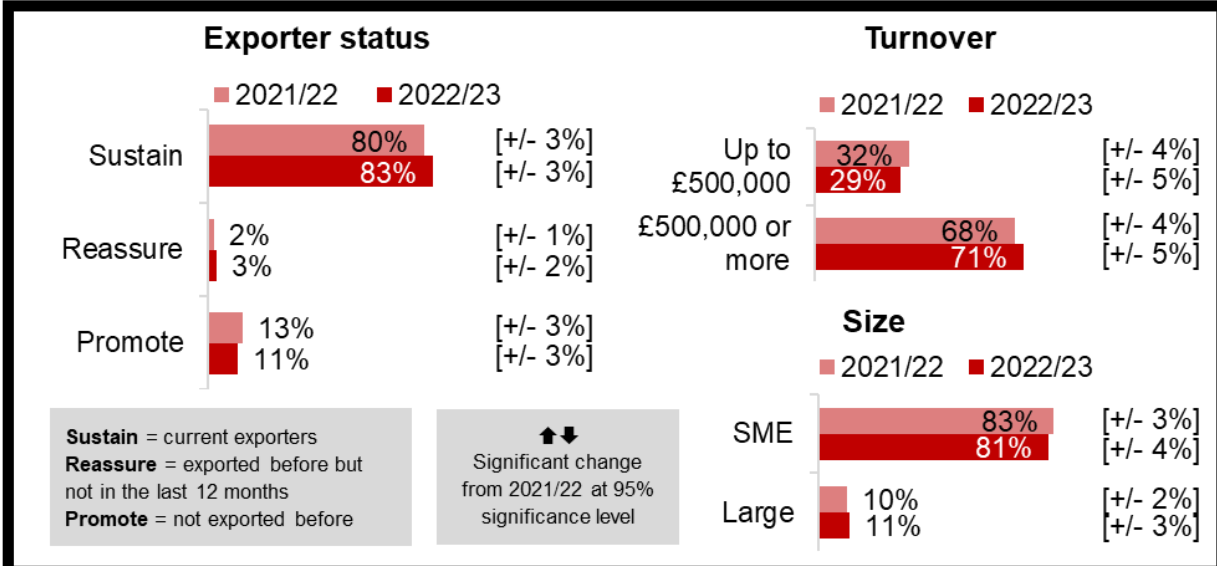 Exporter status
2021/22 2022/23
Sustain
80% [+/- 3%]
83% [+/- 3%]
Reassure
2% [+/- 1%]
3% [+/- 2%]
Promote
13% [+/- 3%]
11% [+/- 3%]
Sustain = current exporters
Reassure = exported before but
not in the last 12 months
Promote = not exported before
Significant change
from 2021/22 at 95%
significance level
Turnover
2021/22 2022/23
Up to
£500,000
32% [+/- 4%]
29% [+/- 5%]
£500,000 or
more
68% [+/- 4%]
71% [+/- 5%]
Size
2021/22 2022/23
SME
83% [+/- 3%]
81% [+/- 4%]
Large
10% [+/- 2%]
11% [+/- 3%]